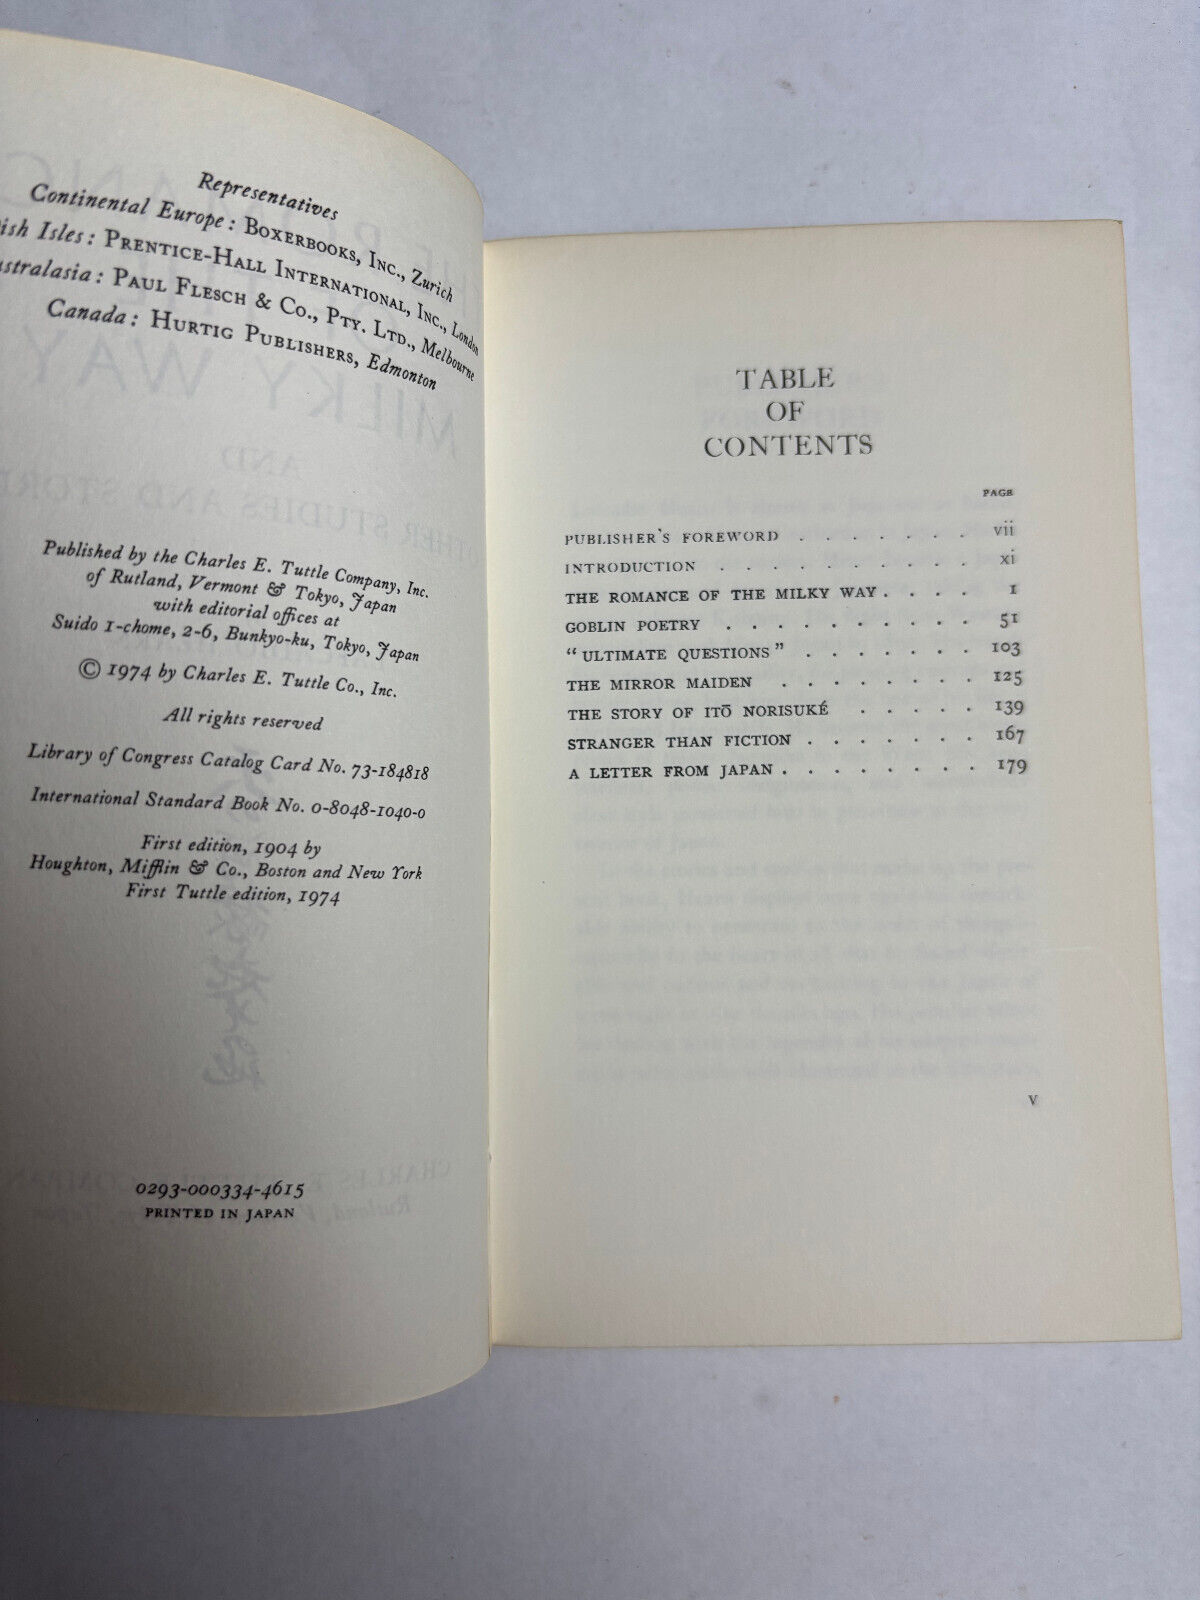 Representatives
Continental Europe: BOXERBOOKS, INC., Zurich
Isles: PRENTICE-HALL INTERNATIONAL, INC., London
PAUL FLESCH & CO., PTY. LTD., Melbourne
Canada: HURTIG PUBLISHERS, Edmonton
Published by the Charles E. Tuttle Company, Inc.
of Rutland, Vermont & Tokyo, Japan
with editorial offices at
Suido 1-chome, 2-6, Bunkyo-ku, Tokyo, Japan
© 1974 by Charles E. Tuttle Co., Inc.
All rights reserved
Library of Congress Catalog Card No. 73-184818
International Standard Book No. 0-8048-1040-0
First edition, 1904 by
Houghton, Mifflin & Co., Boston and New York
First Tuttle edition, 1974
0293-000334-4615
PRINTED IN JAPAN
TABLE
OF
CONTENTS
PAGE
PUBLISHER'S FOREWORD . . . . . . . vii
INTRODUCTION . . . . . . . . . . xi
THE ROMANCE OF THE MILKY WAY . . . . 1
GOBLIN POETRY . . . . . . . . . . 51
"ULTIMATE QUESTIONS" . . . . . . . 103
THE MIRROR MAIDEN . . . . . . . . 125
THE STORY OF ITŌ NORISUKÉ . . . . . 139
STRANGER THAN FICTION . . . . . . . 167
A LETTER FROM JAPAN . . . . . . . . 179
v